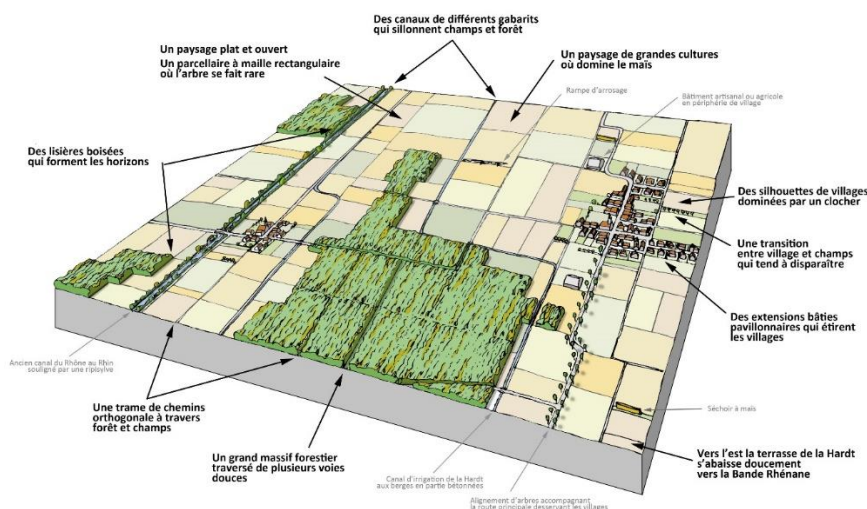 Des canaux de différents gabarits
qui sillonnent champs et forêt
Un paysage plat et ouvert
Un parcellaire à maille rectangulaire
où l'arbre se fait rare
Un paysage de grandes cultures
où domine le maïs
Rampe d'arrosage
Bâtiment artisanal ou agricole
en périphérie de village
Des lisières boisées
qui forment les horizons
Des silhouettes de villages
dominées par un clocher
Une transition
entre village et champs
qui tend à disparaître
Des extensions bâties
pavillonnaires qui étirent
les villages
Ancien canal du Rhône au Rhin
souligné par une ripisylve
Une trame de chemins
orthogonale à travers
forêt et champs
Séchoir à maïs
Un grand massif forestier
traversé de plusieurs voies
douces
Vers l'est la terrasse de la Hardt
s'abaisse doucement
vers la Bande Rhénane
Canal d'irrigation de la Hardt
aux berges en partie bétonnées
Alignement d'arbres accompagnant
la route principale desservant les villages